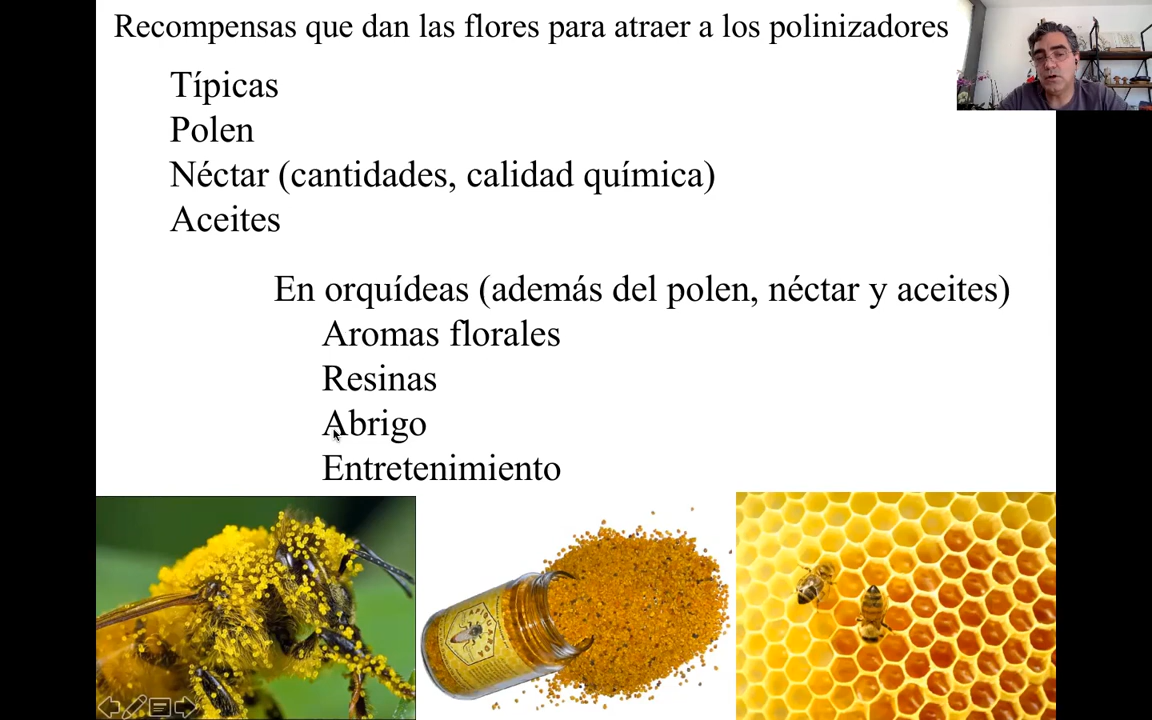 Recompensas que dan las flores para atraer a los polinizadores
Típicas
Polen
Néctar (cantidades, calidad química)
Aceites
En orquídeas (además del polen, néctar y aceites)
Aromas florales
Resinas
Abrigo
Entretenimiento